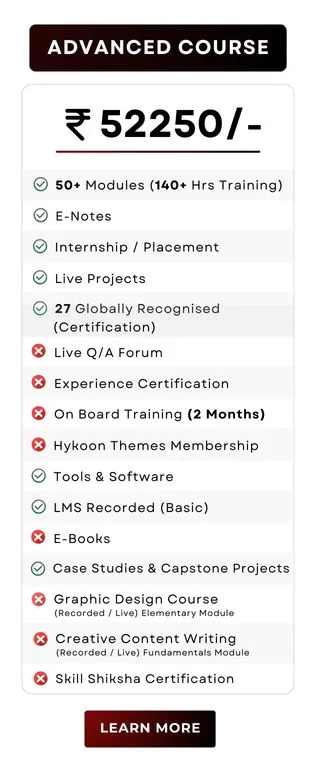 ADVANCED COURSE
₹ 52250/-
50+ Modules (140+ Hrs Training)
E-Notes
Internship / Placement
Live Projects
27 Globally Recognised
(Certification)
Live Q/A Forum
Experience Certification
On Board Training (2 Months)
Hykoon Themes Membership
Tools & Software
LMS Recorded (Basic)
E-Books
Case Studies & Capstone Projects
Graphic Design Course
(Recorded / Live) Elementary Module
Creative Content Writing
(Recorded / Live) Fundamentals Module
Skill Shiksha Certification
LEARN MORE